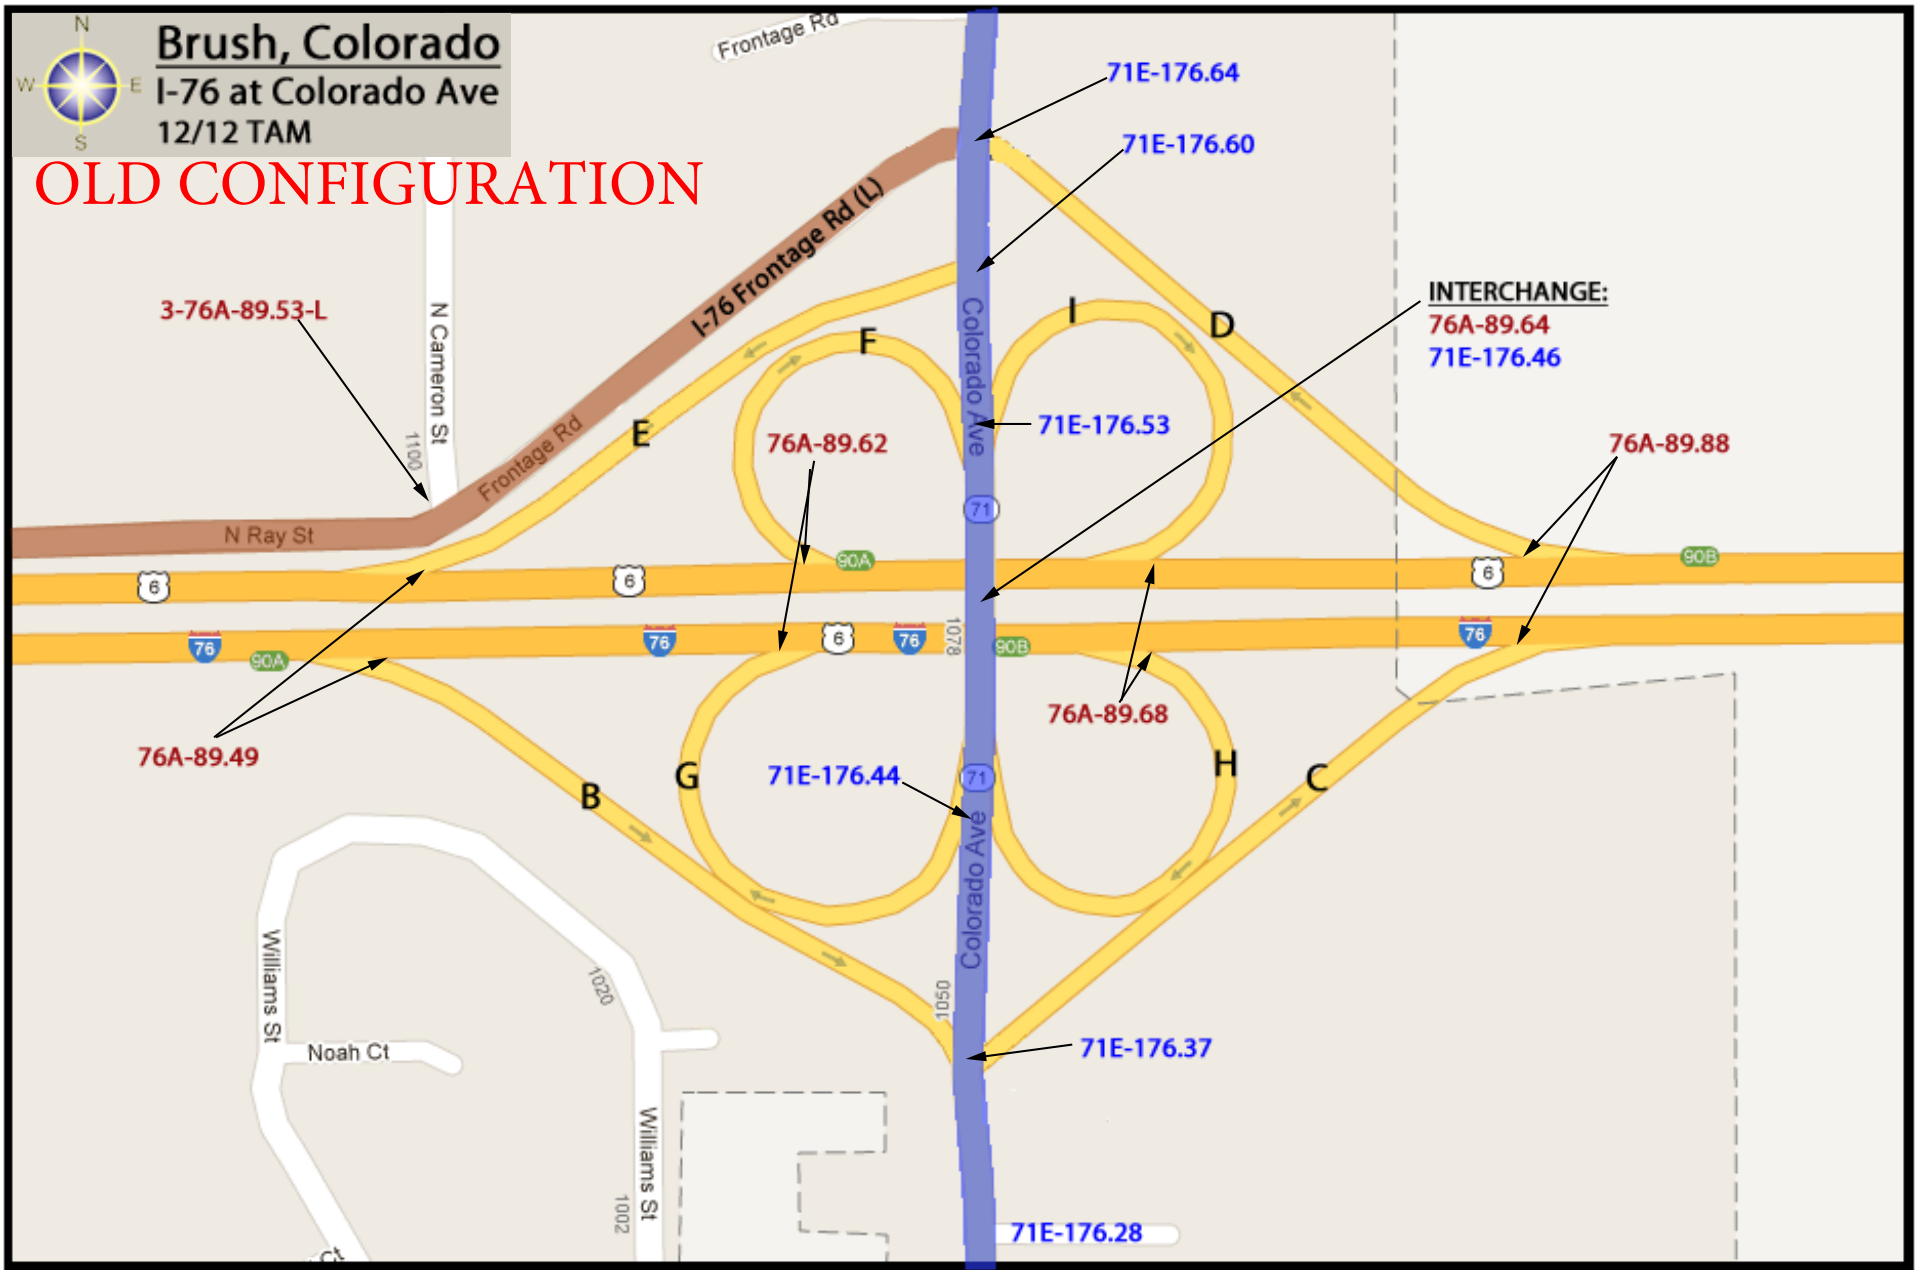 N
W
E
S
Brush, Colorado
I-76 at Colorado Ave
12/12 TAM
OLD CONFIGURATION
Frontage Rd
71E-176.64
71E-176.60
I-76 Frontage Rd (L)
3-76A-89.53-L
N Cameron St
1100
Frontage Rd
N Ray St
INTERCHANGE:
76A-89.64
71E-176.46
Colorado Ave
F
I
D
E
76A-89.62
71E-176.53
76A-89.88
71
90A
90B
6
6
6
76
76
6
76
76
90A
90B
1078
76A-89.49
76A-89.68
71E-176.44
71
B
G
H
C
Colorado Ave
Williams St
1020
1050
Noah Ct
71E-176.37
Williams St
1002
71E-176.28
Ct